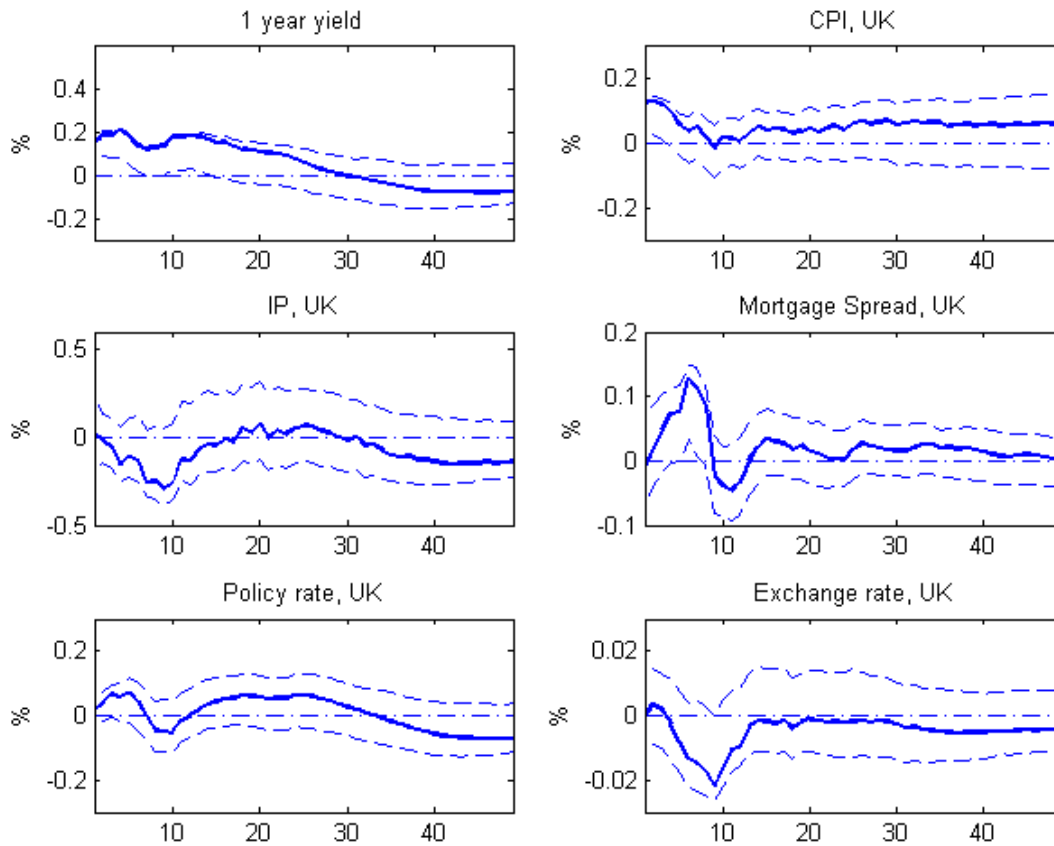 1 year yield
%
0.4
0.2
0
-0.2
10 20 30 40
CPI, UK
%
0.2
0
-0.2
10 20 30 40
IP, UK
%
0.5
0
-0.5
10 20 30 40
Mortgage Spread, UK
%
0.2
0.1
0
-0.1
10 20 30 40
Policy rate, UK
%
0.2
0
-0.2
10 20 30 40
Exchange rate, UK
%
0.02
0
-0.02
10 20 30 40